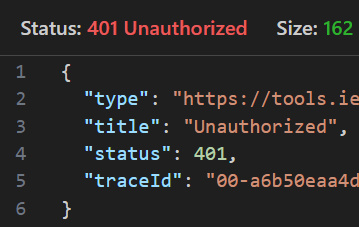 Status: 401 Unauthorized Size: 162
1 {
2 "type": "https://tools.ie
3 "title": "Unauthorized",
4 "status": 401,
5 "traceId": "00-a6b50eaa4d
6 }